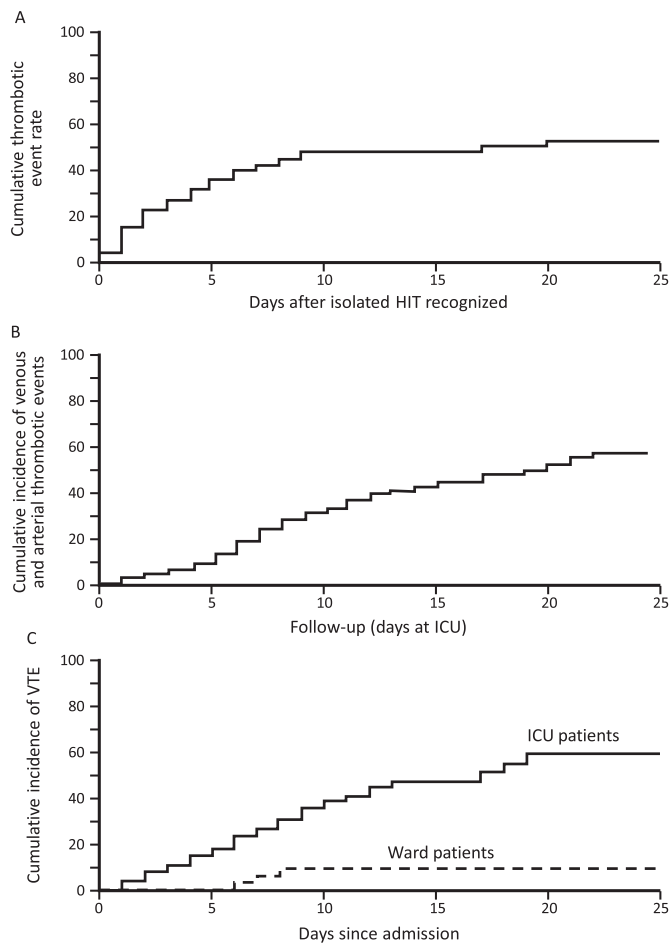 A
100
80
60
40
20
0
Cumulative thrombotic
event rate
0 5 10 15 20 25
Days after isolated HIT recognized
B
100
80
60
40
20
0
Cumulative incidence of venous
and arterial thrombotic events
0 5 10 15 20 25
Follow-up (days at ICU)
C
100
80
60
40
20
0
Cumulative incidence of VTE
ICU patients
Ward patients
0 5 10 15 20 25
Days since admission